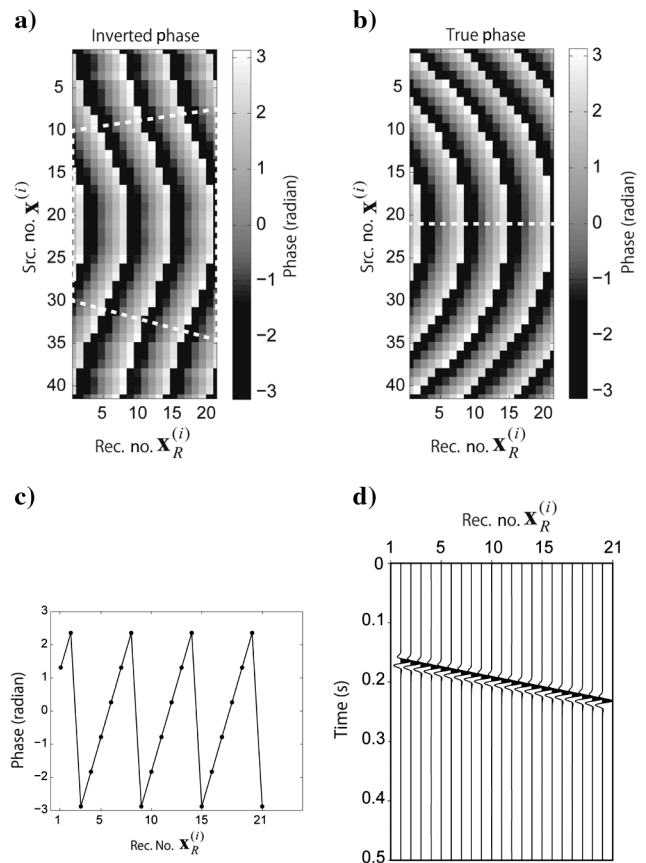 a)
Inverted phase
5
10
15
20
25
30
35
40
Src. no. x^(i)
5 10 15 20
Rec. no. x_R^(i)
3
2
1
0
−1
−2
−3
Phase (radian)
b)
True phase
5
10
15
20
25
30
35
40
Src. no. x^(i)
5 10 15 20
Rec. no. x_R^(i)
3
2
1
0
−1
−2
−3
Phase (radian)
c)
3
2
1
0
−1
−2
−3
Phase (radian)
1 5 10 15 21
Rec. No. x_R^(i)
d)
Rec. no. x_R^(i)
1 5 10 15 21
0
0.1
0.2
0.3
0.4
0.5
Time (s)